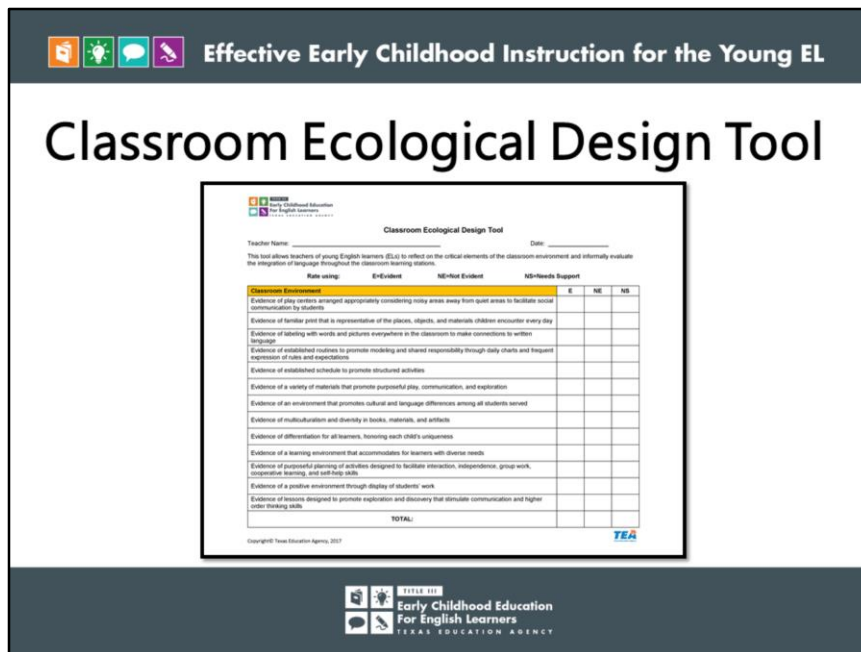 Effective Early Childhood Instruction for the Young EL
Classroom Ecological Design Tool
TITLE III
Early Childhood Education
For English Learners
TEXAS EDUCATION AGENCY
Classroom Ecological Design Tool
Teacher Name: Date:
This tool allows teachers of young English learners (ELs) to reflect on the critical elements of the classroom environment and informally evaluate
the integration of language throughout the classroom learning stations.
Rate using: E=Evident NE=Not Evident NS=Needs Support
Classroom Environment E NE NS
Evidence of play centers arranged appropriately considering noisy areas away from quiet areas to facilitate social
communication by students
Evidence of familiar print that is representative of the places, objects, and materials children encounter every day
Evidence of labeling with words and pictures everywhere in the classroom to make connections to written
language
Evidence of established routines to promote modeling and shared responsibility through daily charts and frequent
expression of rules and expectations
Evidence of established schedule to promote structured activities
Evidence of a variety of materials that promote purposeful play, communication, and exploration
Evidence of an environment that promotes cultural and language differences among all students served
Evidence of multiculturalism and diversity in books, materials, and artifacts
Evidence of differentiation for all learners, honoring each child's uniqueness
Evidence of a learning environment that accommodates for learners with diverse needs
Evidence of purposeful planning of activities designed to facilitate interaction, independence, group work,
cooperative learning, and self-help skills
Evidence of a positive environment through display of students' work
Evidence of lessons designed to promote exploration and discovery that stimulate communication and higher
order thinking skills
TOTAL:
Copyright© Texas Education Agency, 2017
TEA
TITLE III
Early Childhood Education
For English Learners
TEXAS EDUCATION AGENCY